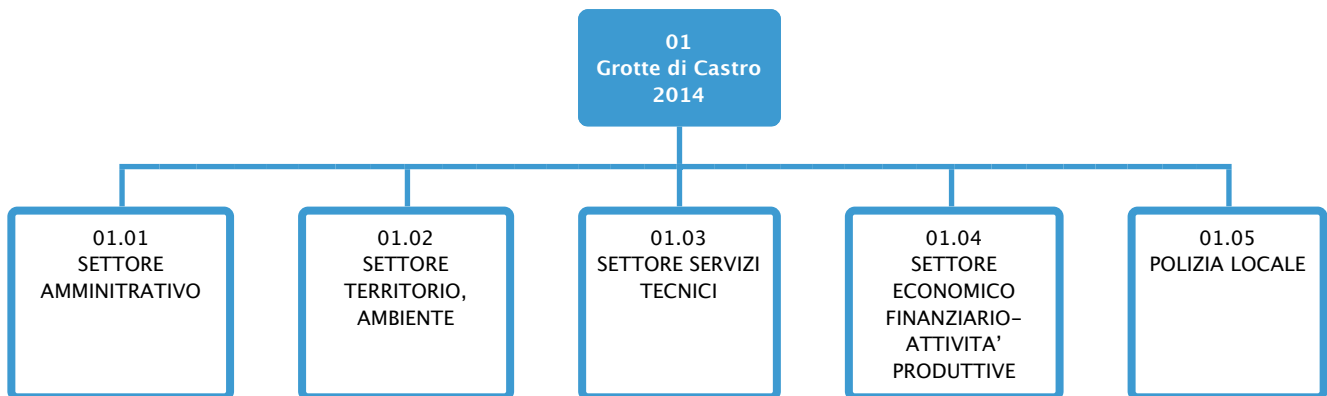 01
Grotte di Castro
2014
01.01
SETTORE
AMMINITRATIVO
01.02
SETTORE
TERRITORIO,
AMBIENTE
01.03
SETTORE SERVIZI
TECNICI
01.04
SETTORE
ECONOMICO
FINANZIARIO-
ATTIVITA’
PRODUTTIVE
01.05
POLIZIA LOCALE